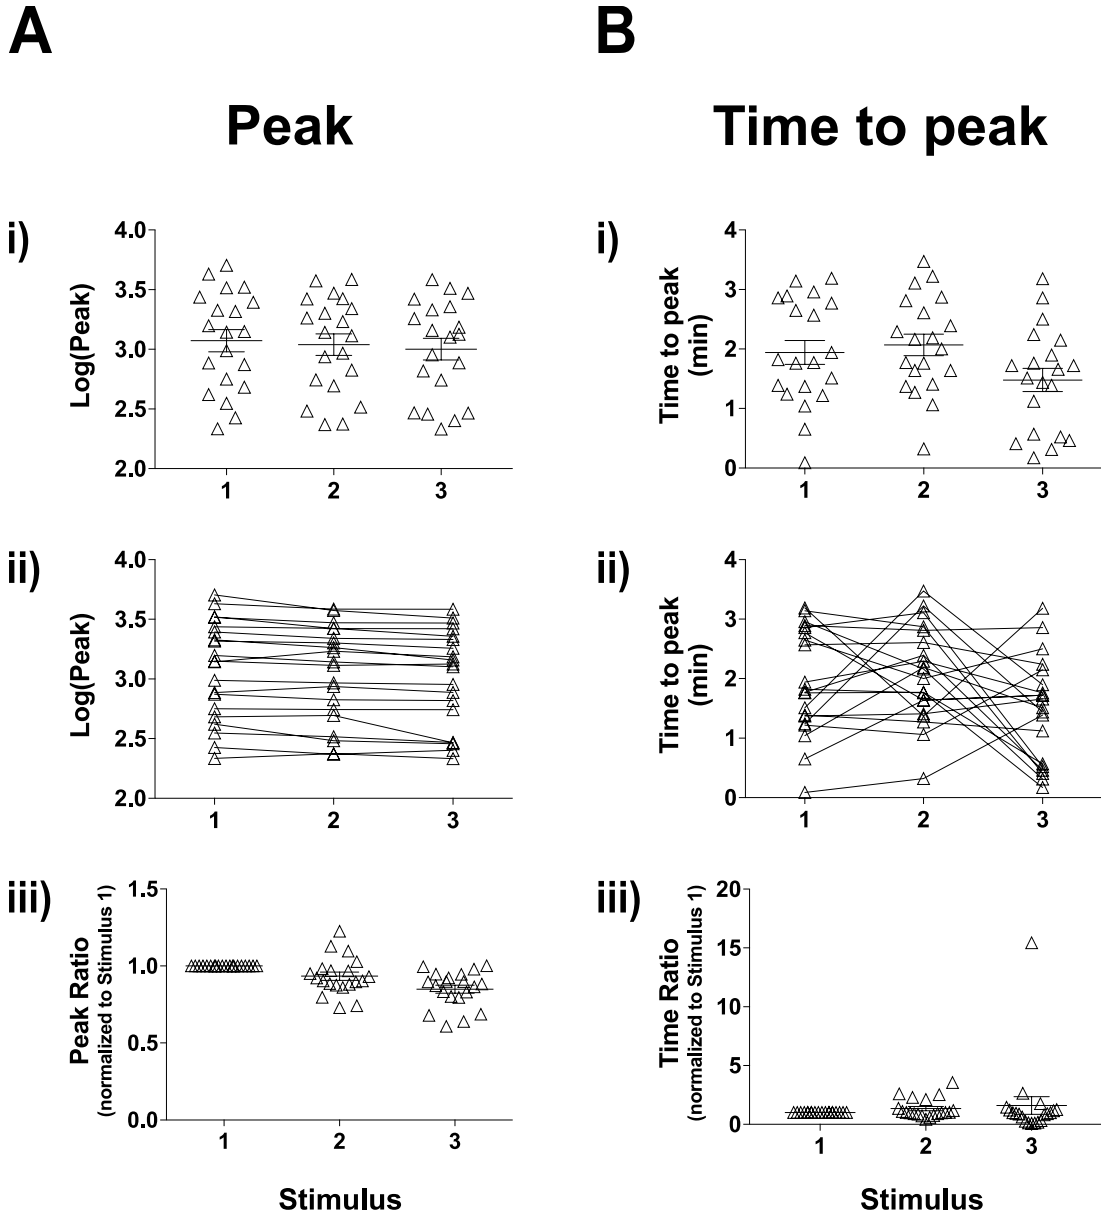 A
B
Peak
Time to peak
i)
Log(Peak)
4.0
3.5
3.0
2.5
2.0
1
2
3
i)
Time to peak
(min)
4
3
2
1
0
1
2
3
ii)
Log(Peak)
4.0
3.5
3.0
2.5
2.0
1
2
3
ii)
Time to peak
(min)
4
3
2
1
0
1
2
3
iii)
Peak Ratio
(normalized to Stimulus 1)
1.5
1.0
0.5
0.0
1
2
3
Stimulus
iii)
Time Ratio
(normalized to Stimulus 1)
20
15
10
5
0
1
2
3
Stimulus